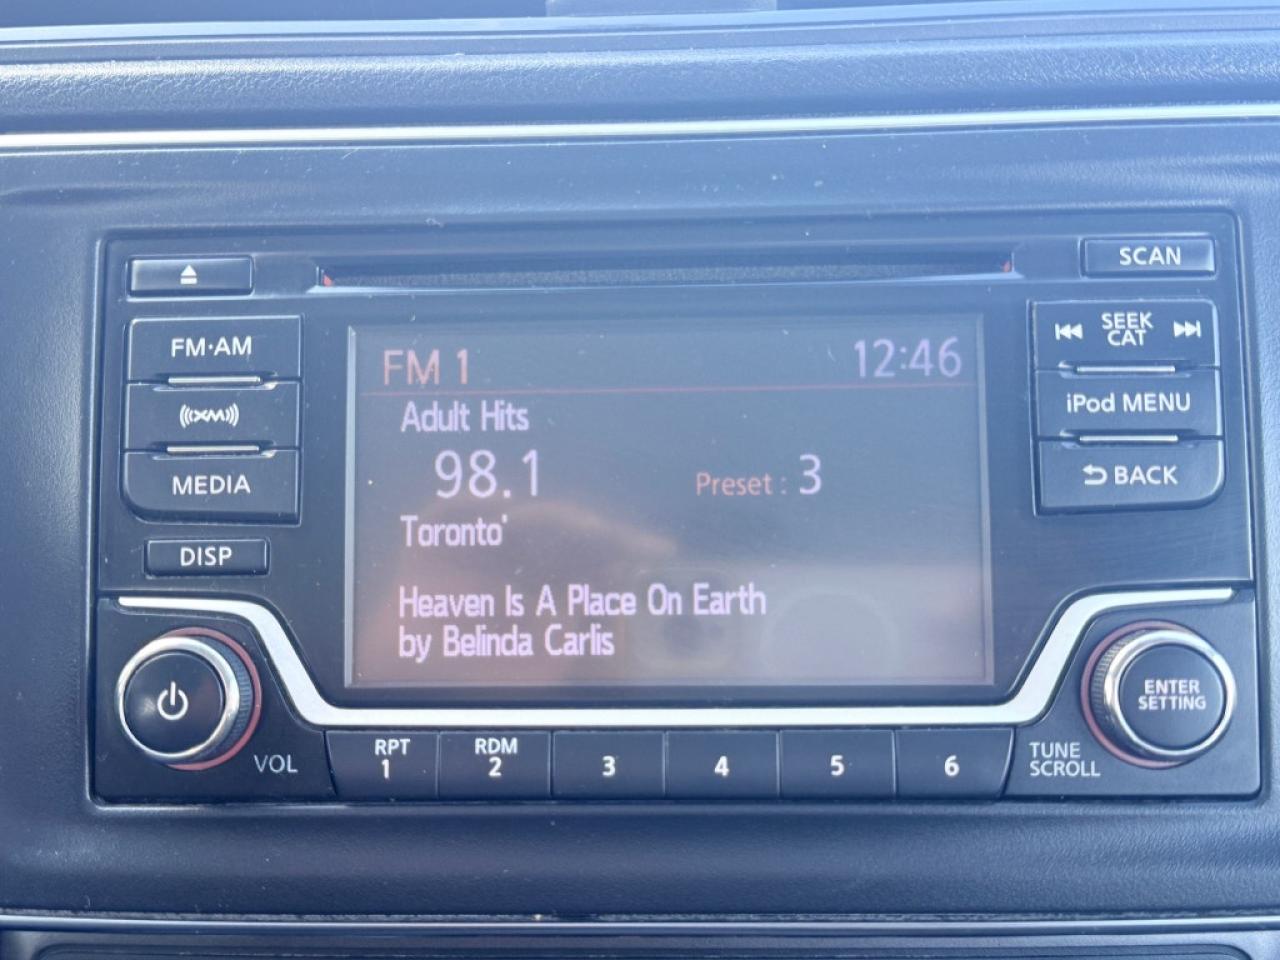 SCAN
FM·AM
SEEK
CAT
XM
iPod MENU
MEDIA
BACK
DISP
FM 1 12:46
Adult Hits
98.1 Preset : 3
Toronto'
Heaven Is A Place On Earth
by Belinda Carlis
ENTER
SETTING
VOL
RPT
1
RDM
2
3
4
5
6
TUNE
SCROLL